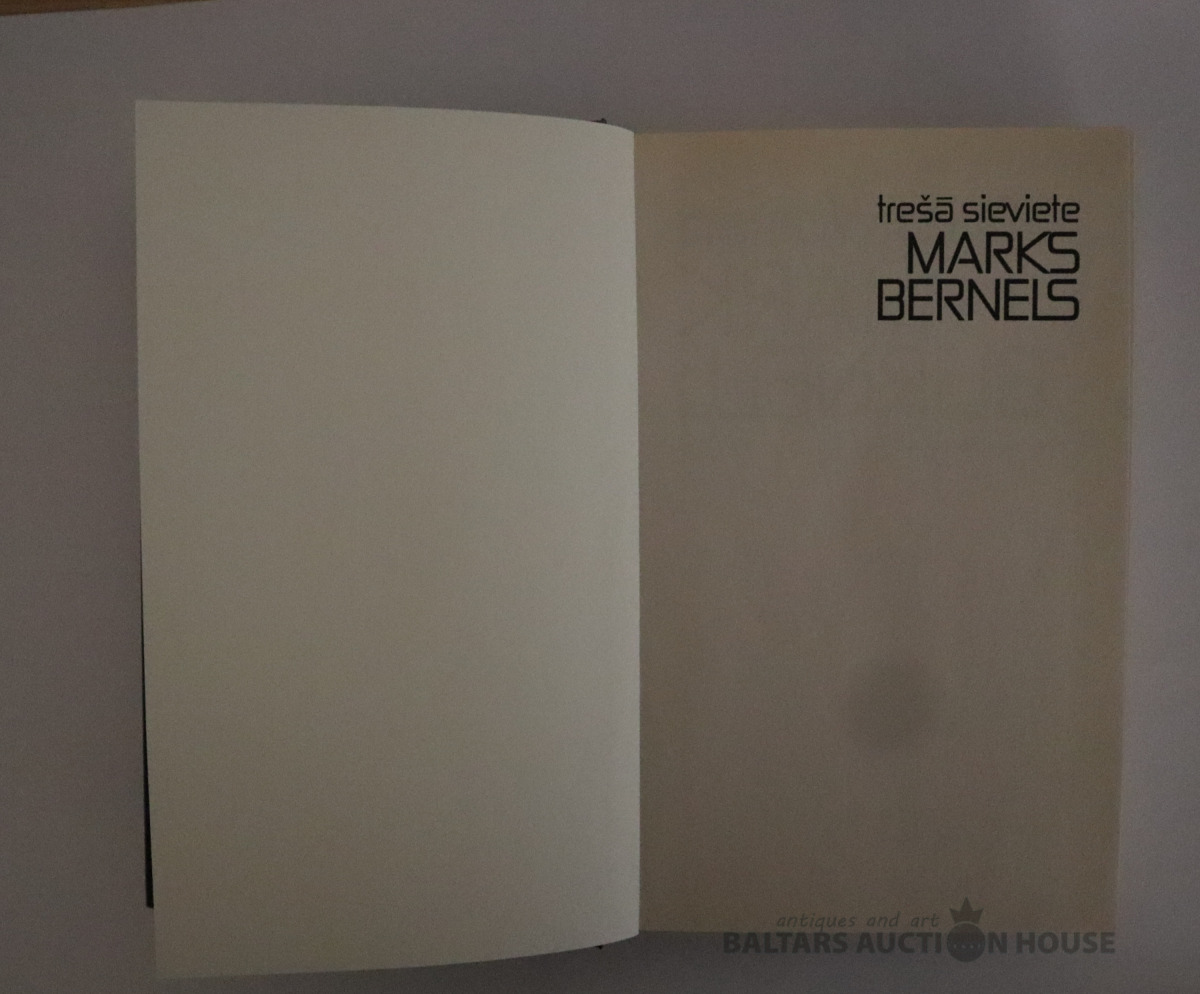 trešā sieviete
MARKS
BERNELS
antiques and art
BALTARS AUCTION HOUSE